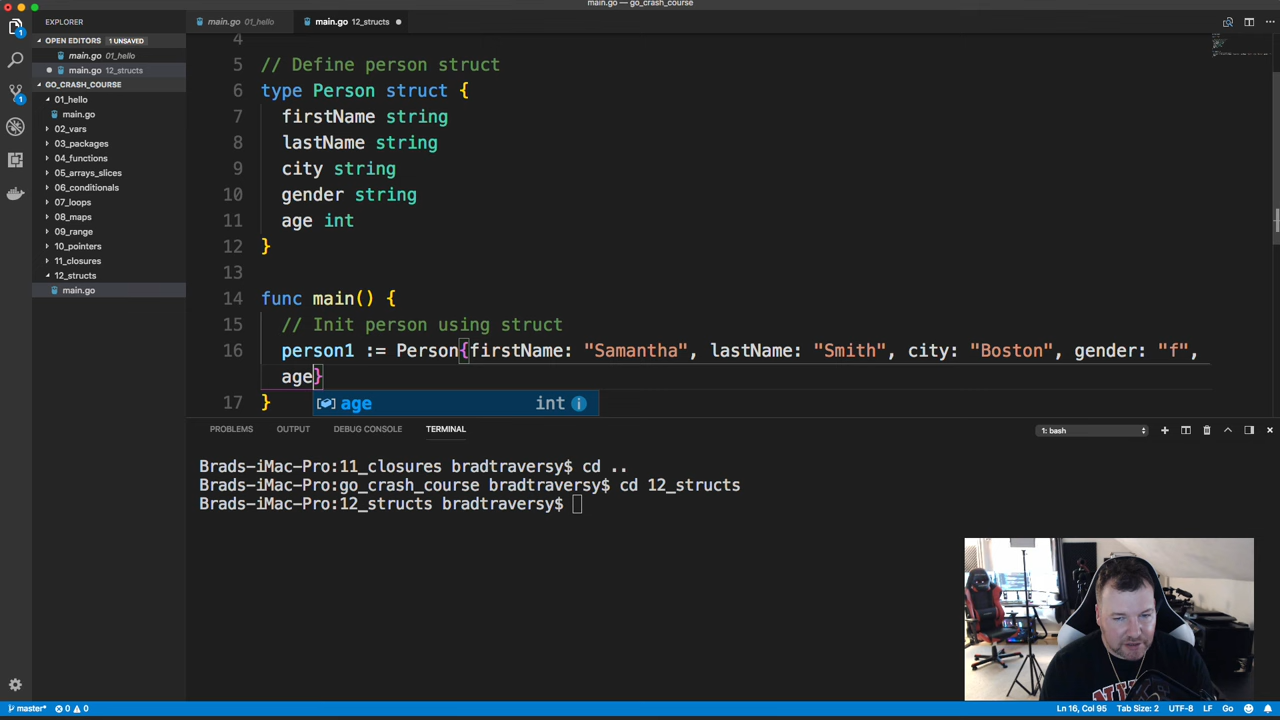 main.go — go_crash_course
EXPLORER
OPEN EDITORS 1 UNSAVED
main.go 01_hello
main.go 12_structs
GO_CRASH_COURSE
01_hello
main.go
02_vars
03_packages
04_functions
05_arrays_slices
06_conditionals
07_loops
08_maps
09_range
10_pointers
11_closures
12_structs
main.go
main.go 01_hello
main.go 12_structs
4
5 // Define person struct
6 type Person struct {
7 firstName string
8 lastName string
9 city string
10 gender string
11 age int
12 }
13
14 func main() {
15 // Init person using struct
16 person1 := Person{firstName: "Samantha", lastName: "Smith", city: "Boston", gender: "f",
age}
age int
17 }
PROBLEMS OUTPUT DEBUG CONSOLE TERMINAL 1: bash
Brads-iMac-Pro:11_closures bradtraversy$ cd ..
Brads-iMac-Pro:go_crash_course bradtraversy$ cd 12_structs
Brads-iMac-Pro:12_structs bradtraversy$
master* 0 0 Ln 16, Col 95 Tab Size: 2 UTF-8 LF Go